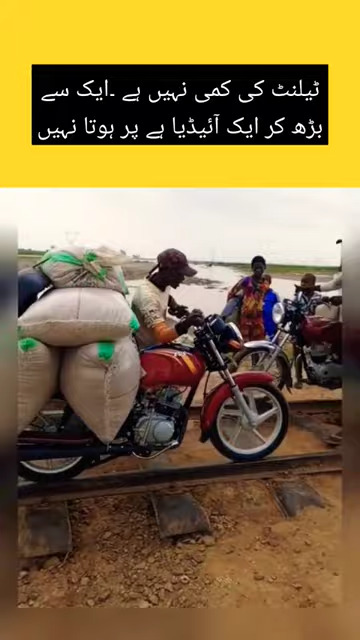 ٹیلنٹ کی کمی نہیں ہے ۔ایک سے
بڑھ کر ایک آئیڈیا ہے پر ہوتا نہیں